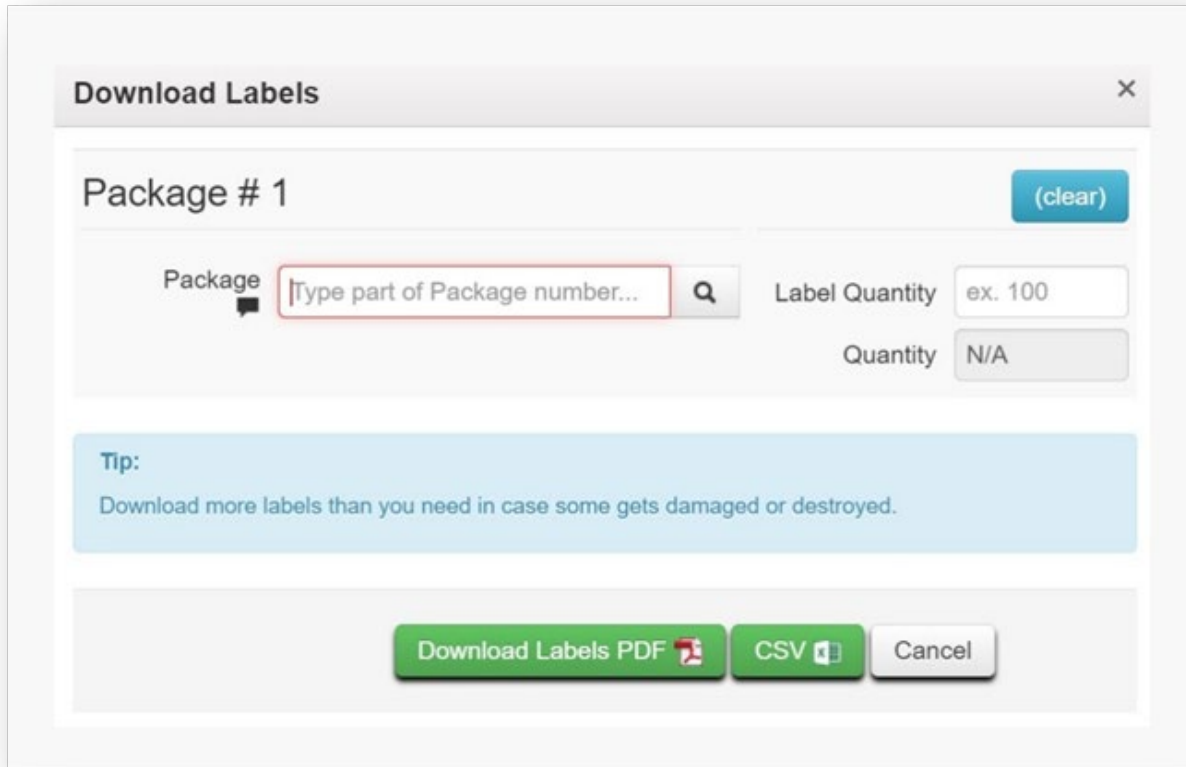 Download Labels ×
Package # 1 (clear)
Package Type part of Package number... Label Quantity ex. 100
Quantity N/A
Tip:
Download more labels than you need in case some gets damaged or destroyed.
Download Labels PDF CSV Cancel